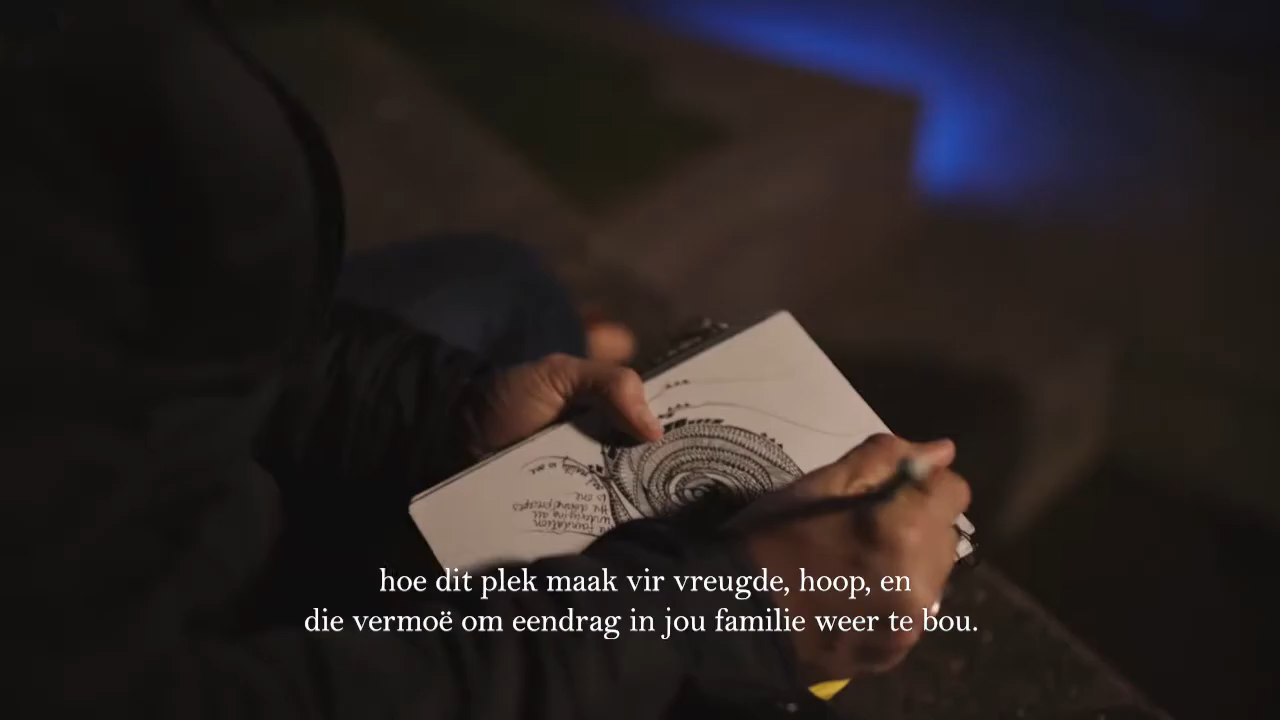 hoe dit plek maak vir vreugde, hoop, en
die vermoë om eendrag in jou familie weer te bou.